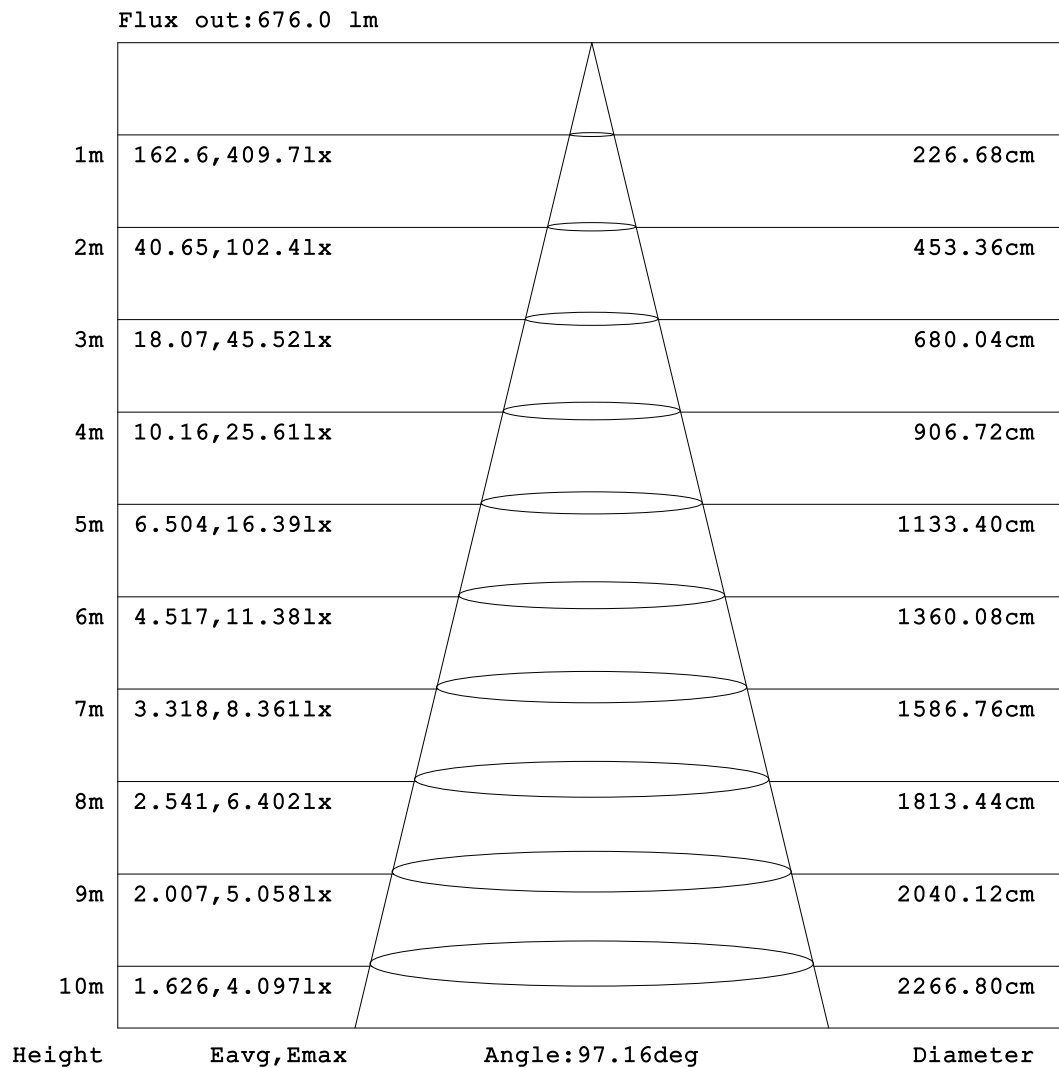 Flux out:676.0 lm
1m 162.6,409.7lx 226.68cm
2m 40.65,102.4lx 453.36cm
3m 18.07,45.52lx 680.04cm
4m 10.16,25.61lx 906.72cm
5m 6.504,16.39lx 1133.40cm
6m 4.517,11.38lx 1360.08cm
7m 3.318,8.361lx 1586.76cm
8m 2.541,6.402lx 1813.44cm
9m 2.007,5.058lx 2040.12cm
10m 1.626,4.097lx 2266.80cm
Height Eavg,Emax Angle:97.16deg Diameter